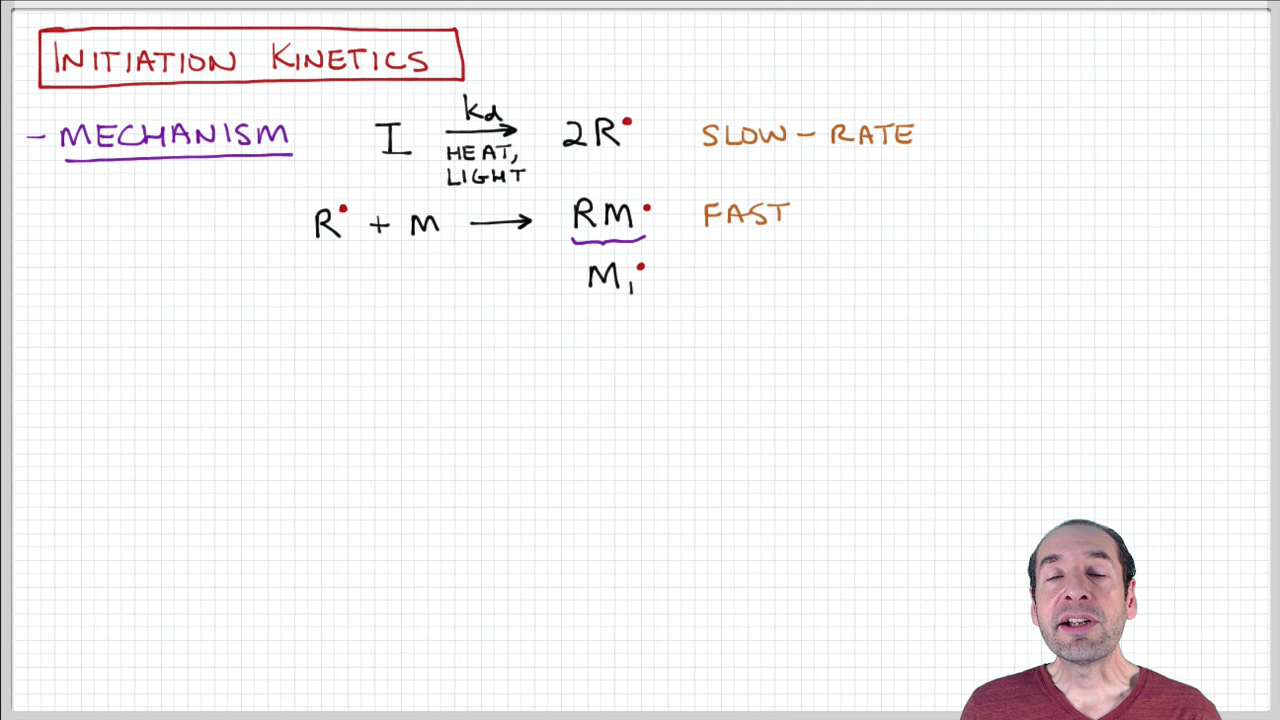 INITIATION KINETICS
- MECHANISM I kd HEAT, LIGHT → 2R• SLOW - RATE
R• + M → RM• FAST
M1•